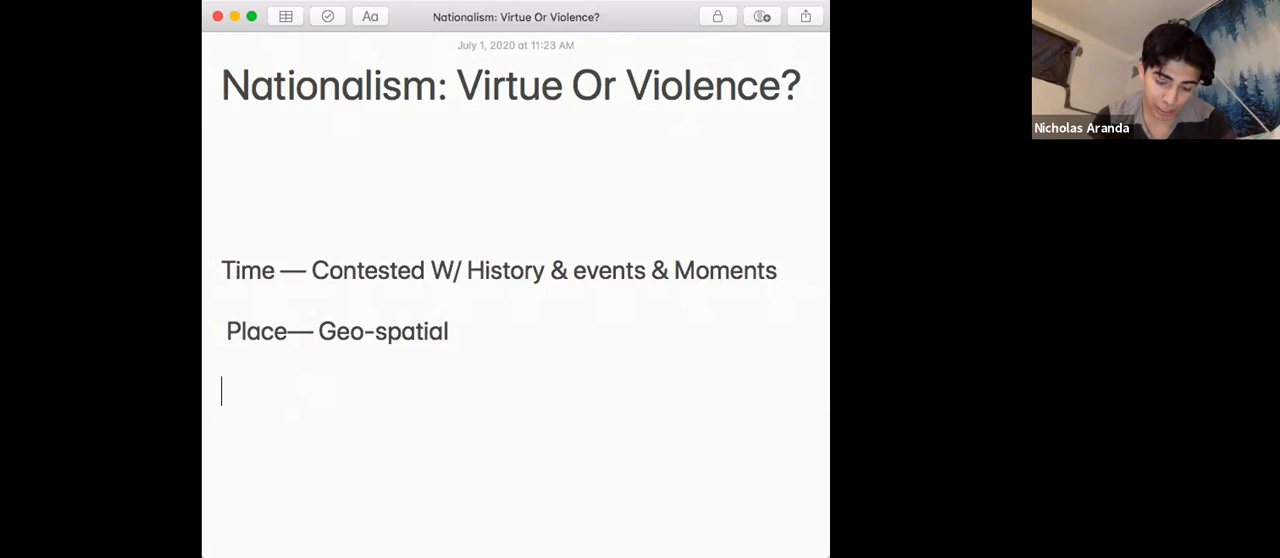 Aa
Nationalism: Virtue Or Violence?
July 1, 2020 at 11:23 AM
Nationalism: Virtue Or Violence?
Time — Contested W/ History & events & Moments
Place— Geo-spatial
Nicholas Aranda